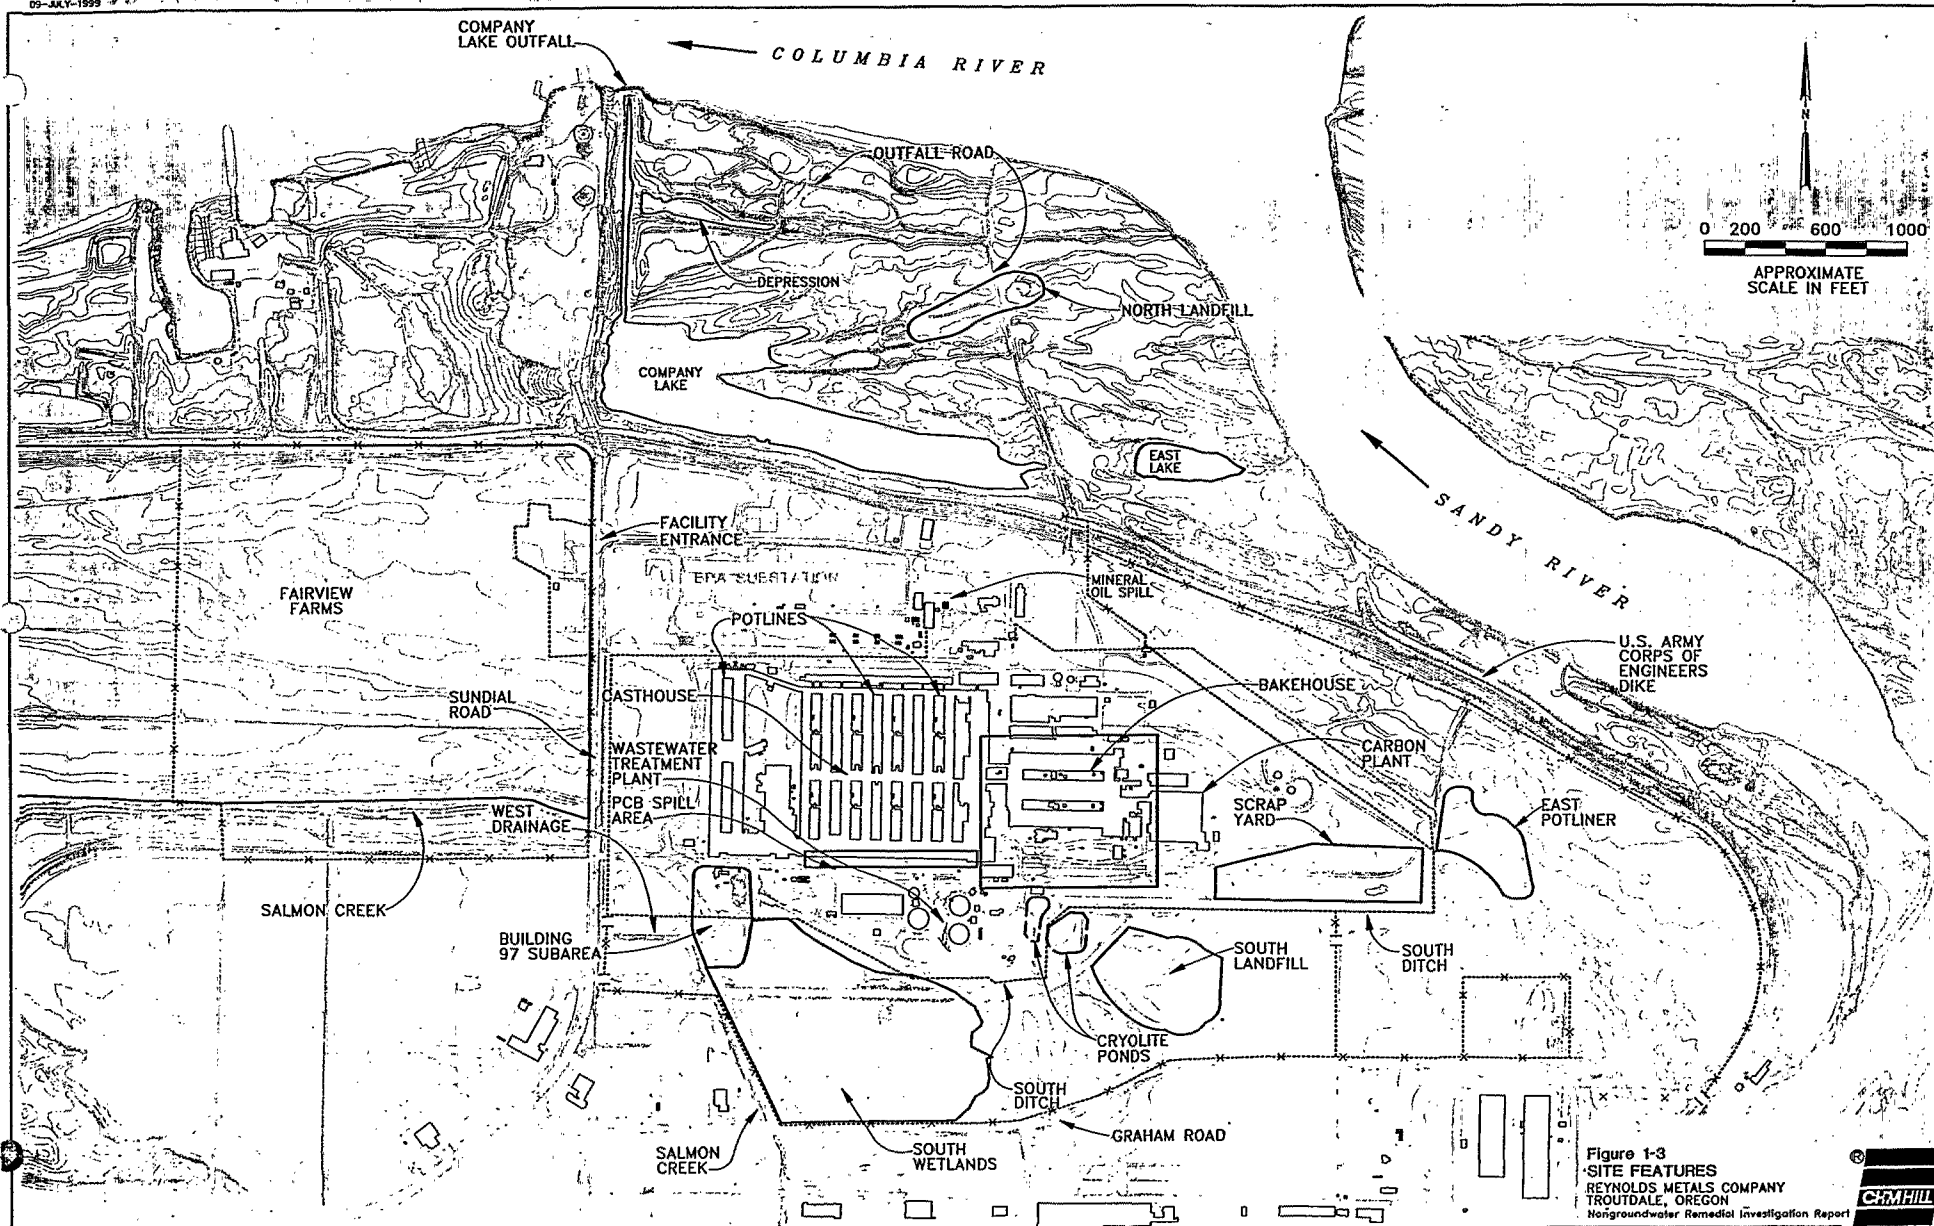 09-JULY-1999
COMPANY
LAKE OUTFALL
COLUMBIA RIVER
N
OUTFALL ROAD
0 200 600 1000
APPROXIMATE
SCALE IN FEET
DEPRESSION
NORTH LANDFILL
COMPANY
LAKE
EAST
LAKE
SANDY RIVER
FACILITY
ENTRANCE
BPA SUBSTATION
MINERAL
OIL SPILL
FAIRVIEW
FARMS
POTLINES
U.S. ARMY
CORPS OF
ENGINEERS
DIKE
SUNDIAL
ROAD
CASTHOUSE
BAKEHOUSE
WASTEWATER
TREATMENT
PLANT
CARBON
PLANT
PCB SPILL
AREA
WEST
DRAINAGE
SCRAP
YARD
EAST
POTLINER
SALMON CREEK
BUILDING
97 SUBAREA
SOUTH
LANDFILL
SOUTH
DITCH
CRYOLITE
PONDS
SOUTH
DITCH
GRAHAM ROAD
SALMON
CREEK
SOUTH
WETLANDS
Figure 1-3
SITE FEATURES
REYNOLDS METALS COMPANY
TROUTDALE, OREGON
Nongroundwater Remedial Investigation Report
®
CH2MHILL